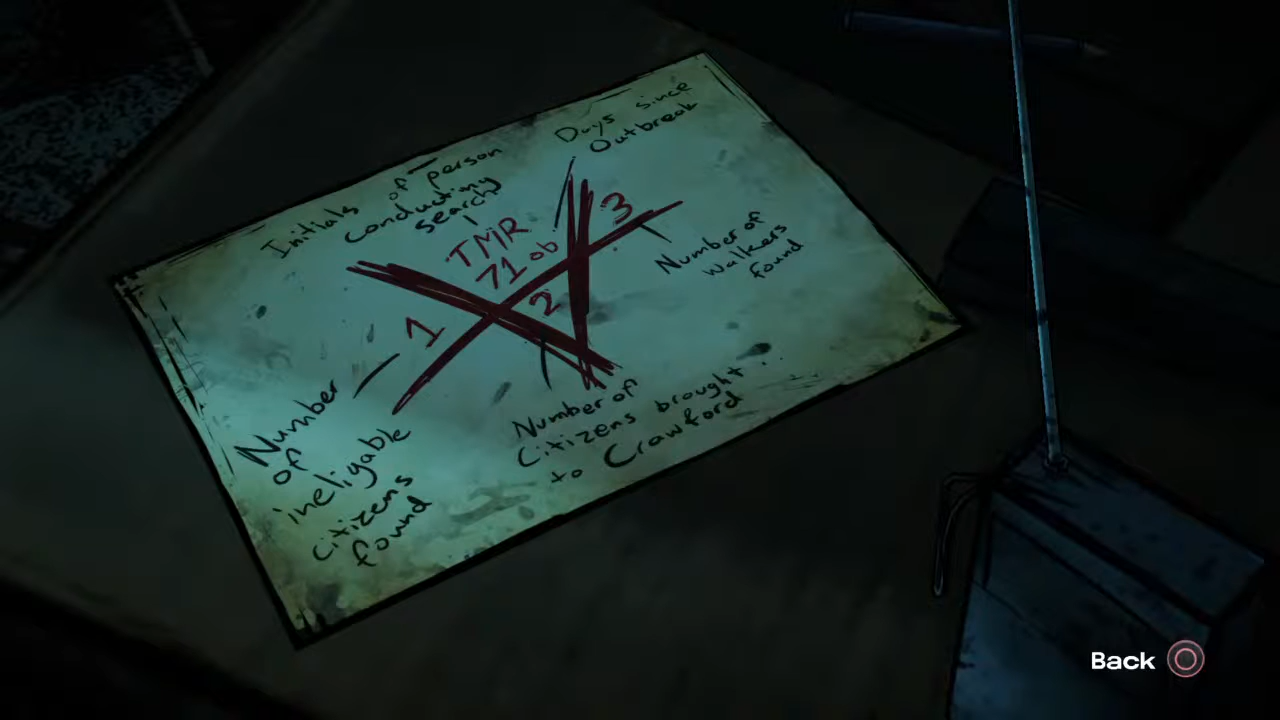 Days since
Outbreak
Initials of person
conducting
search
TMR
71 ob
3
1
2
Number of
walkers
found
Number
of
ineligable
citizens
found
Number of
Citizens brought
to Crawford
Back